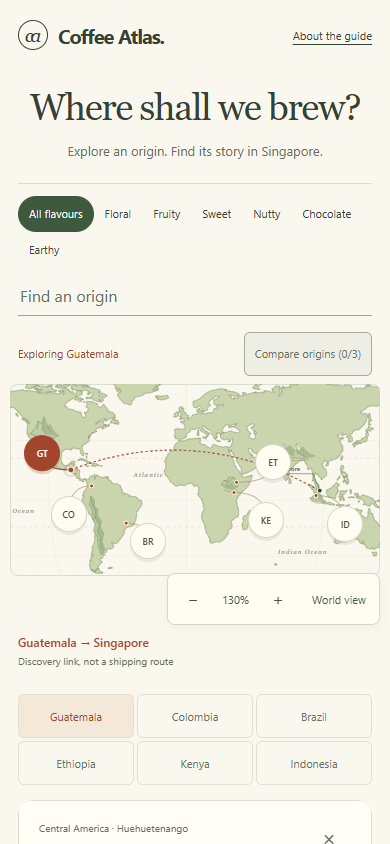 Coffee Atlas.
About the guide
Where shall we brew?
Explore an origin. Find its story in Singapore.
All flavours
Floral
Fruity
Sweet
Nutty
Chocolate
Earthy
Find an origin
Exploring Guatemala
Compare origins (0/3)
GT
ET
Atlantic
Ocean
CO
KE
ID
BR
Indian Ocean
− 130% + World view
Guatemala → Singapore
Discovery link, not a shipping route
Guatemala
Colombia
Brazil
Ethiopia
Kenya
Indonesia
Central America · Huehuetenango
×